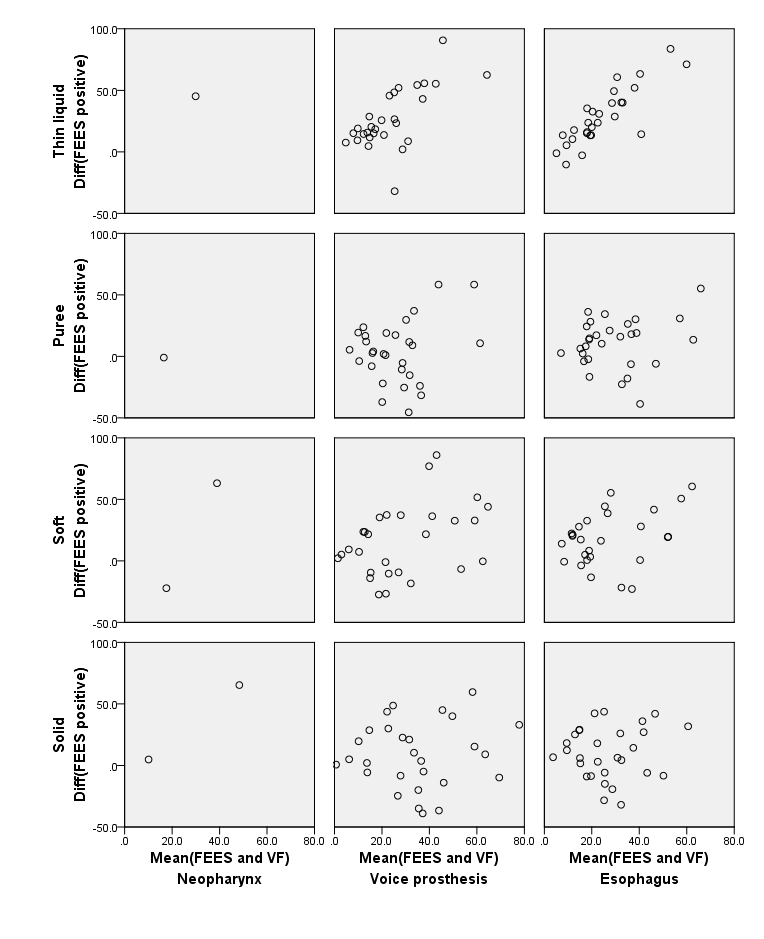 Thin liquid
Diff(FEES positive)
100.0
50.0
.0
-50.0
Puree
Diff(FEES positive)
100.0
50.0
.0
-50.0
Soft
Diff(FEES positive)
100.0
50.0
.0
-50.0
Solid
Diff(FEES positive)
100.0
50.0
.0
-50.0
.0 20.0 40.0 60.0 80.0 .0 20.0 40.0 60.0 80.0 .0 20.0 40.0 60.0 80.0
Mean(FEES and VF) Mean(FEES and VF) Mean(FEES and VF)
Neopharynx Voice prosthesis Esophagus